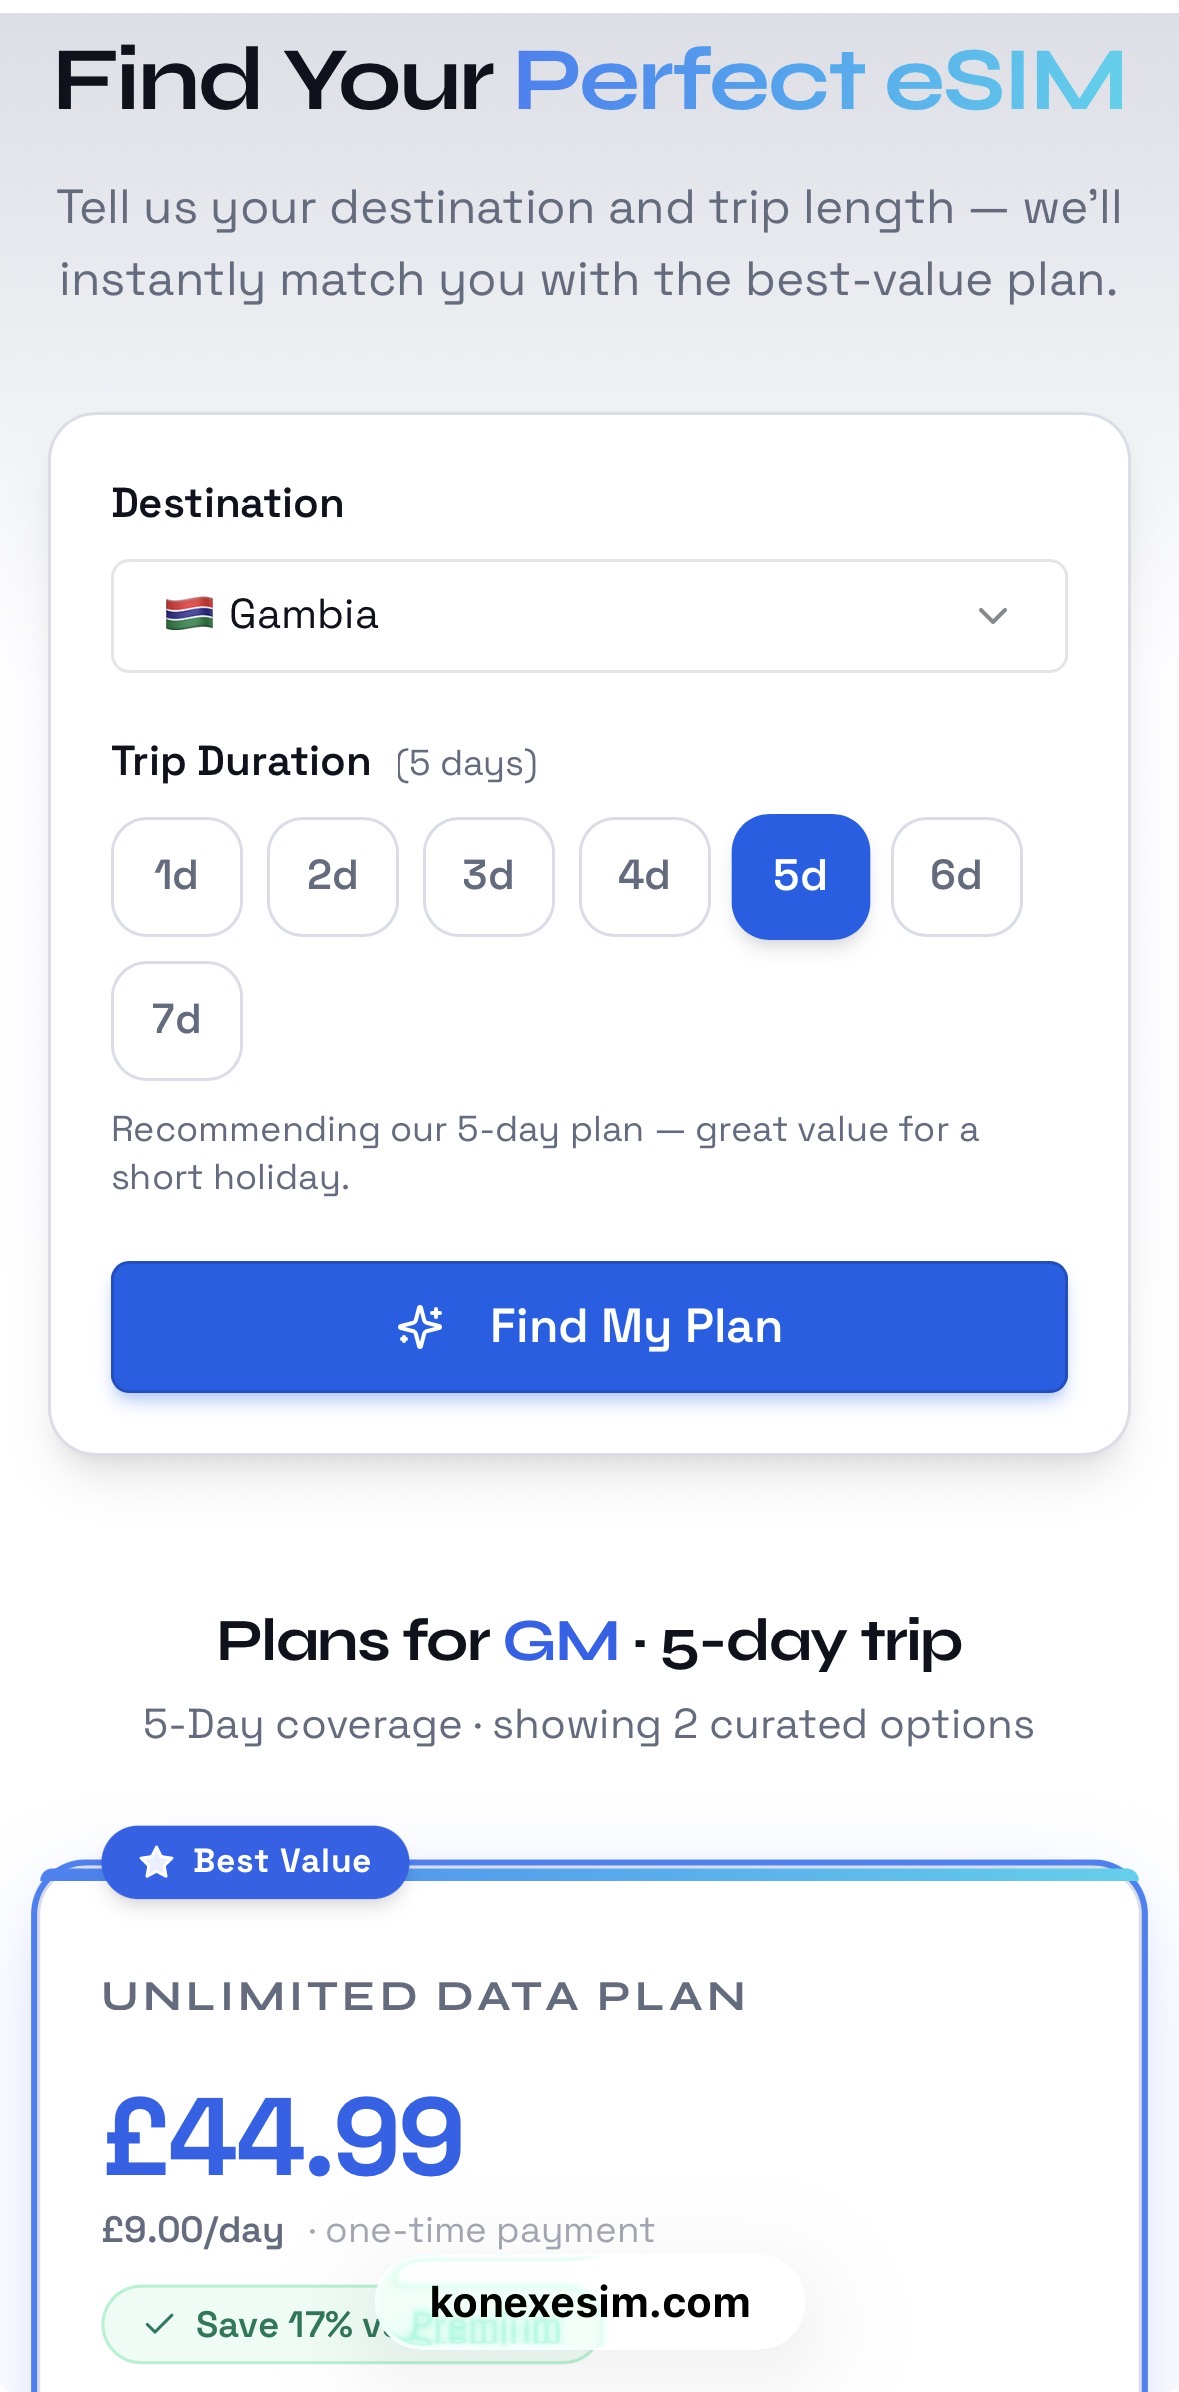 Find Your Perfect eSIM
Tell us your destination and trip length — we'll
instantly match you with the best-value plan.
Destination
Gambia
Trip Duration (5 days)
1d 2d 3d 4d 5d 6d
7d
Recommending our 5-day plan — great value for a
short holiday.
Find My Plan
Plans for GM · 5-day trip
5-Day coverage · showing 2 curated options
Best Value
UNLIMITED DATA PLAN
£44.99
£9.00/day · one-time payment
Save 17% vs Premium
konexesim.com